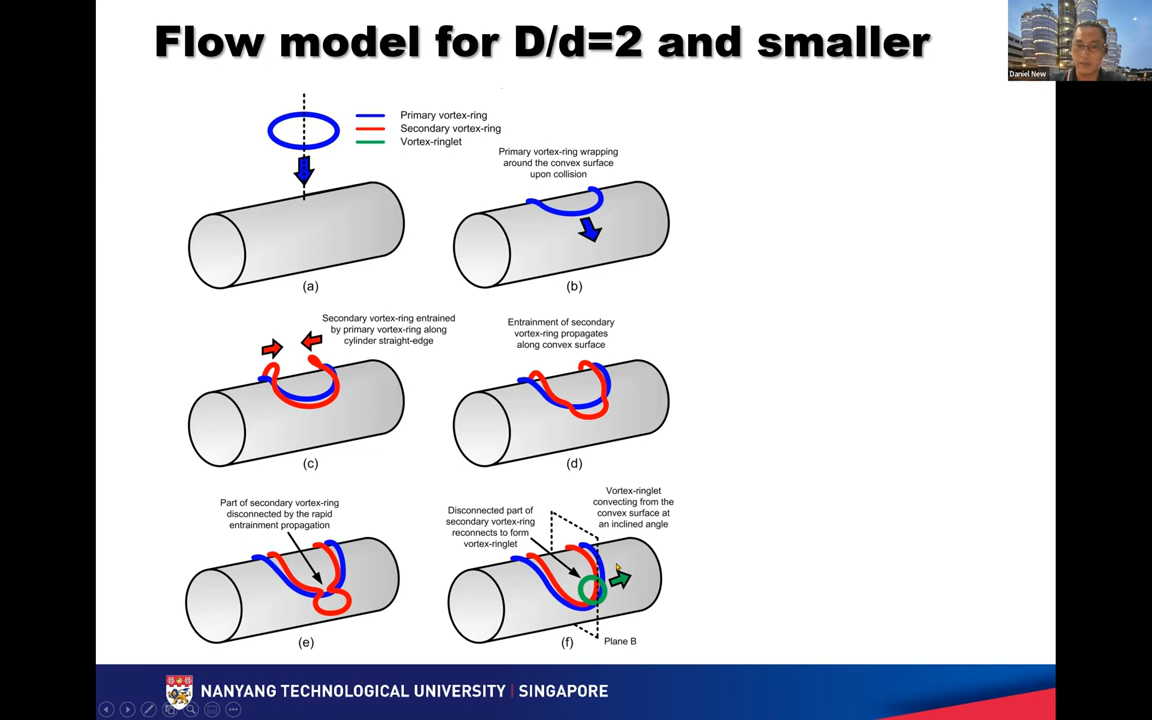 Flow model for D/d=2 and smaller
Daniel New
Primary vortex-ring
Secondary vortex-ring
Vortex-ringlet
Primary vortex-ring wrapping
around the convex surface
upon collision
(a)
(b)
Secondary vortex-ring entrained
by primary vortex-ring along
cylinder straight-edge
Entrainment of secondary
vortex-ring propagates
along convex surface
(c)
(d)
Part of secondary vortex-ring
disconnected by the rapid
entrainment propagation
Disconnected part of
secondary vortex-ring
reconnects to form
vortex-ringlet
Vortex-ringlet
convecting from the
convex surface at
an inclined angle
(e)
(f)
Plane B
NANYANG TECHNOLOGICAL UNIVERSITY | SINGAPORE